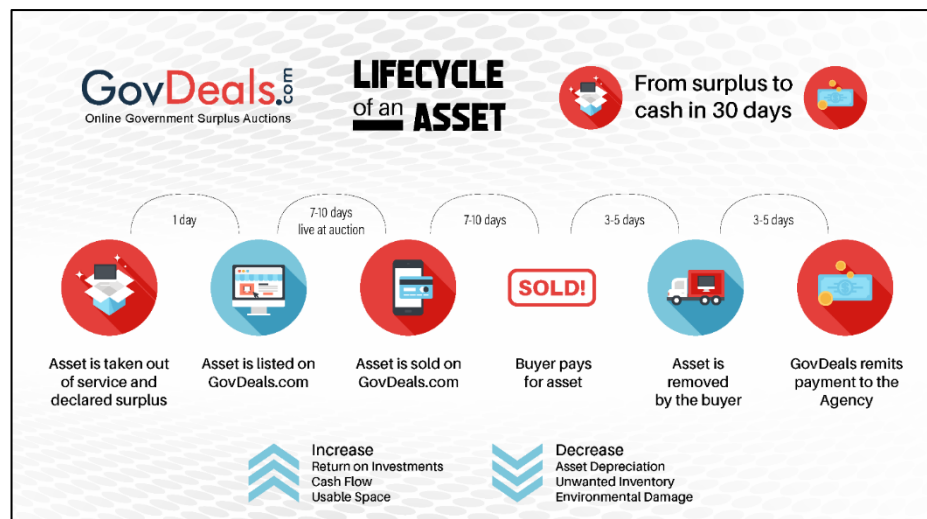 GovDeals.com
Online Government Surplus Auctions
LIFECYCLE
of an ASSET
From surplus to
cash in 30 days
1 day
7-10 days
live at auction
7-10 days
3-5 days
3-5 days
SOLD!
Asset is taken out
of service and
declared surplus
Asset is listed on
GovDeals.com
Asset is sold on
GovDeals.com
Buyer pays
for asset
Asset is
removed
by the buyer
GovDeals remits
payment to the
Agency
Increase
Return on Investments
Cash Flow
Usable Space
Decrease
Asset Depreciation
Unwanted Inventory
Environmental Damage